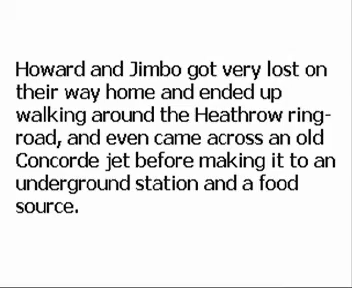 Howard and Jimbo got very lost on
their way home and ended up
walking around the Heathrow ring-
road, and even came across an old
Concorde jet before making it to an
underground station and a food
source.